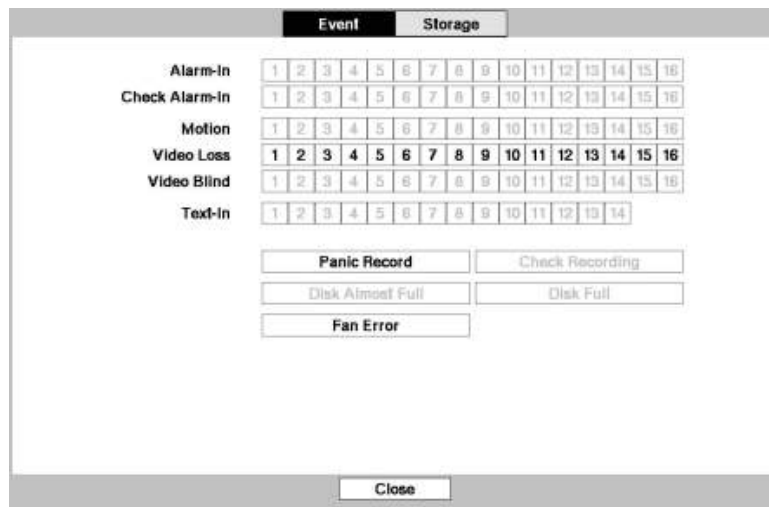 Event Storage
Alarm-In 1 2 3 4 5 6 7 8 9 10 11 12 13 14 15 16
Check Alarm-In 1 2 3 4 5 6 7 8 9 10 11 12 13 14 15 16
Motion 1 2 3 4 5 6 7 8 9 10 11 12 13 14 15 16
Video Loss 1 2 3 4 5 6 7 8 9 10 11 12 13 14 15 16
Video Blind 1 2 3 4 5 6 7 8 9 10 11 12 13 14 15 16
Text-In 1 2 3 4 5 6 7 8 9 10 11 12 13 14
Panic Record Check Recording
Disk Almost Full Disk Full
Fan Error
Close